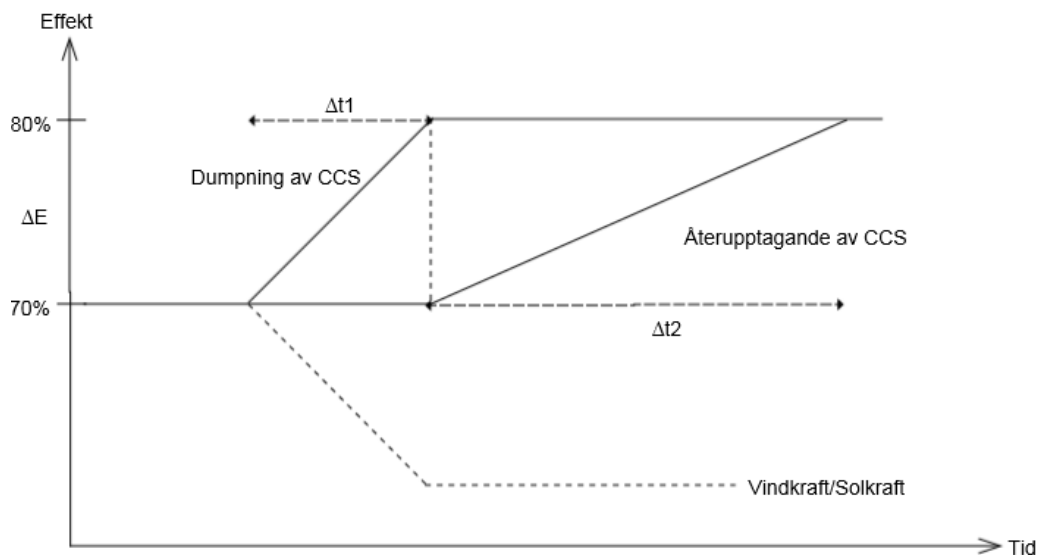 Effekt
Δt1
80%
Dumpning av CCS
ΔE
Återupptagande av CCS
70%
Δt2
Vindkraft/Solkraft
Tid